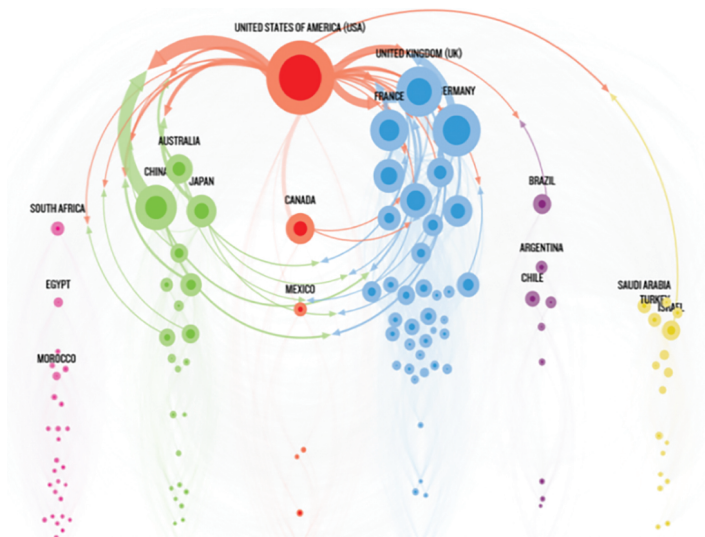 UNITED STATES OF AMERICA (USA)
UNITED KINGDOM (UK)
FRANCE
ERMANY
AUSTRALIA
CHINA
JAPAN
BRAZIL
CANADA
SOUTH AFRICA
ARGENTINA
CHILE
EGYPT
MEXICO
SAUDI ARABIA
TURKEY
ISRAEL
MOROCCO